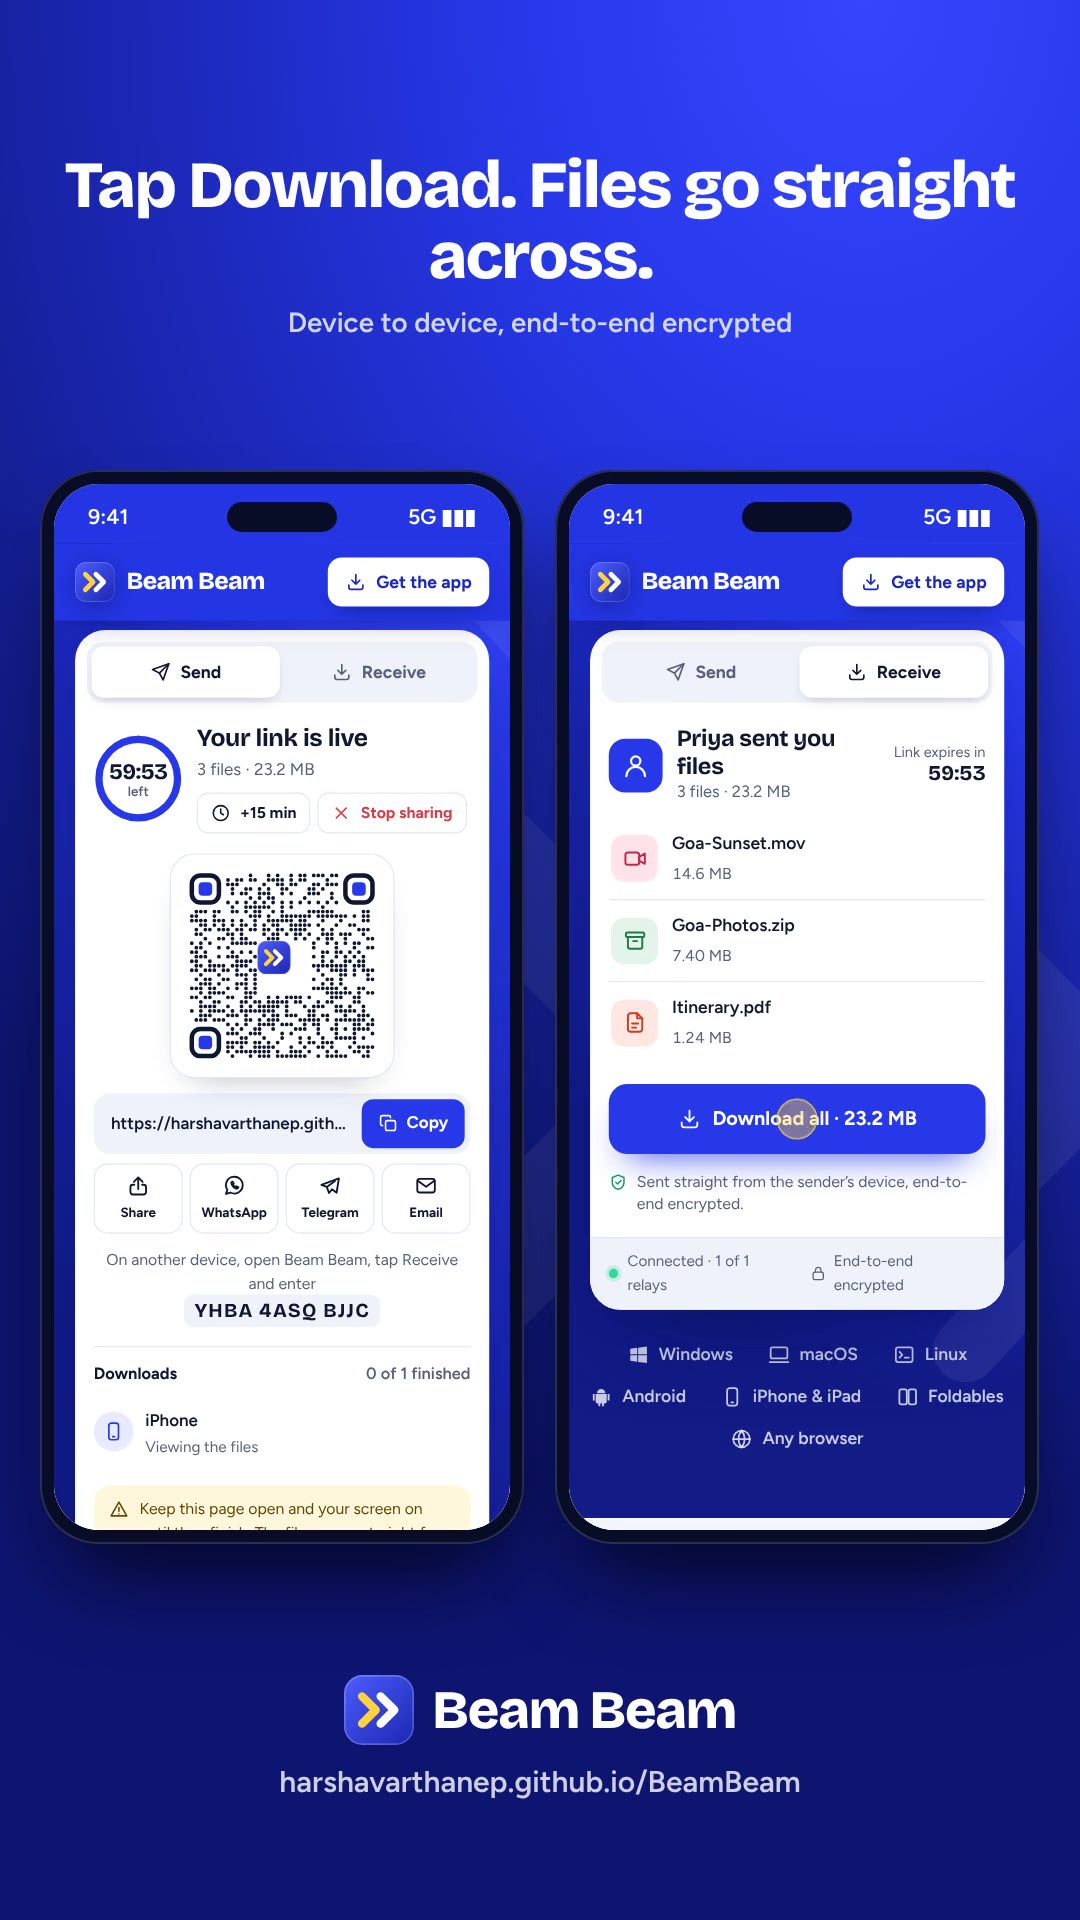 Tap Download. Files go straight
across.
Device to device, end-to-end encrypted
9:41
5G
Beam Beam
Get the app
Send
Receive
Your link is live
59:53
left
3 files · 23.2 MB
+15 min
Stop sharing
https://harshavarthanep.gith...
Copy
Share
WhatsApp
Telegram
Email
On another device, open Beam Beam, tap Receive
and enter
YHBA 4ASQ BJJC
Downloads
0 of 1 finished
iPhone
Viewing the files
Keep this page open and your screen on
9:41
5G
Beam Beam
Get the app
Send
Receive
Priya sent you
files
3 files · 23.2 MB
Link expires in
59:53
Goa-Sunset.mov
14.6 MB
Goa-Photos.zip
7.40 MB
Itinerary.pdf
1.24 MB
Download all · 23.2 MB
Sent straight from the sender's device, end-to-
end encrypted.
Connected · 1 of 1
relays
End-to-end
encrypted
Windows
macOS
Linux
Android
iPhone & iPad
Foldables
Any browser
Beam Beam
harshavarthanep.github.io/BeamBeam